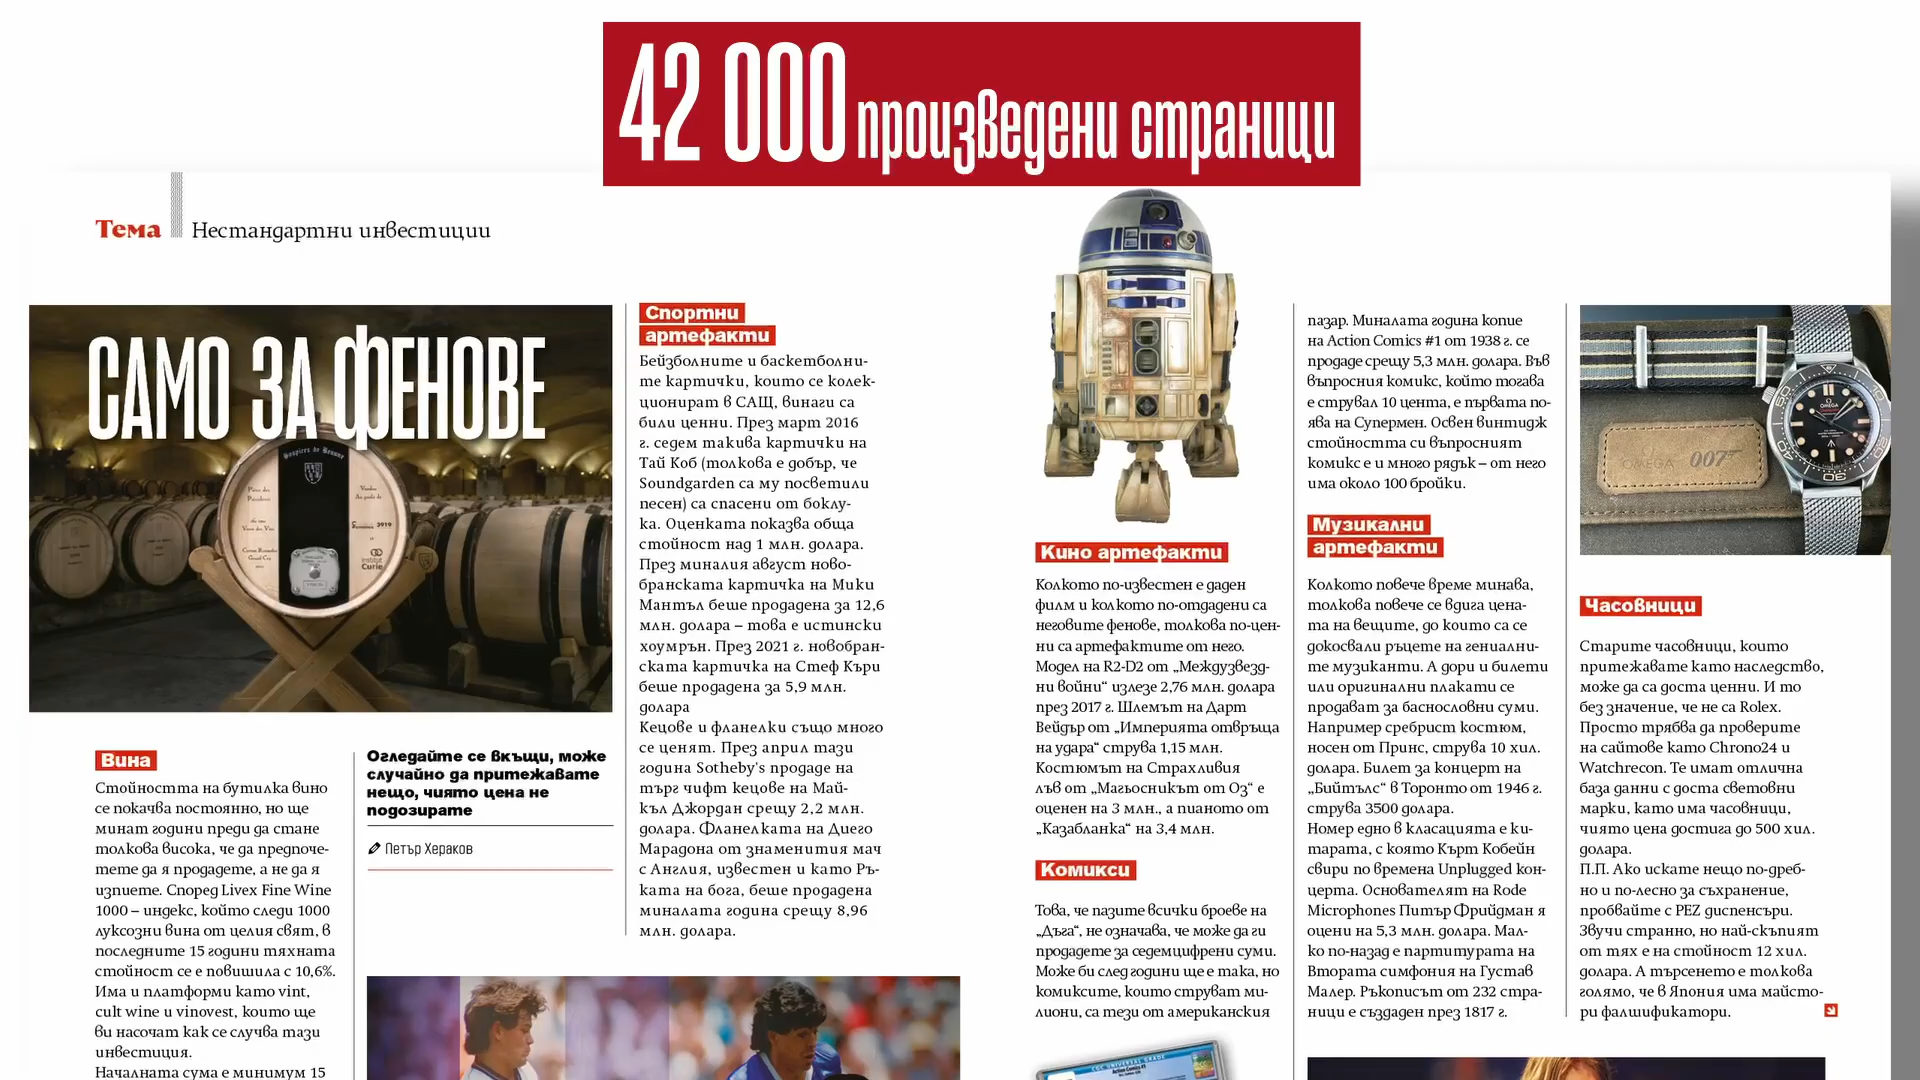 42 000 произведени страници
Тема
Нестандартни инвестиции
САМО ЗА ФЕНОВЕ
Вина
Стойността на бутилка вино
се покачва постоянно, но ще
минат години преди да стане
толкова висока, че да предпоче-
тете да я продадете, а не да я
изпиете. Според Livex Fine Wine
1000 – индекс, който следи 1000
луксозни вина от целия свят, в
последните 15 години тяхната
стойност се е повишила с 10,6%.
Има и платформи като vint,
cult wine и vinovest, които ще
ви насочат как се случва тази
инвестиция.
Началната сума е минимум 15
Огледайте се вкъщи, може
случайно да притежавате
нещо, чиято цена не
подозирате
Петър Хераков
Спортни
артефакти
Бейзболните и баскетболни-
те картички, които се колек-
ционират в САЩ, винаги са
били ценни. През март 2016
г. седем такива картички на
Тай Коб (толкова е добър, че
Soundgarden са му посветили
песен) са спасени от боклу-
ка. Оценката показва обща
стойност над 1 млн. долара.
През миналия август ново-
бранската картичка на Мики
Мантъл беше продадена за 12,6
млн. долара – това е истински
хоумрън. През 2021 г. новобран-
ската картичка на Стеф Къри
беше продадена за 5,9 млн.
долара
Кецове и фланелки също много
се ценят. През април тази
година Sotheby's продаде на
търг чифт кецове на Май-
къл Джордан срещу 2,2 млн.
долара. Фланелката на Диего
Марадона от знаменития мач
с Англия, известен и като Ръ-
ката на бога, беше продадена
миналата година срещу 8,96
млн. долара.
Кино артефакти
Колкото по-известен е даден
филм и колкото по-отдадени са
неговите фенове, толкова по-цен-
ни са артефактите от него.
Модел на R2-D2 от „Междузвезд-
ни войни“ излезе 2,76 млн. долара
през 2017 г. Шлемът на Дарт
Вейдър от „Империята отвръща
на удара“ струва 1,15 млн.
Костюмът на Страхливия
лъв от „Магьосникът от Оз“ е
оценен на 3 млн., а пианото от
„Казабланка“ на 3,4 млн.
Комикси
Това, че пазите всички броеве на
„Дъга“, не означава, че може да ги
продадете за седемцифрени суми.
Може би след години ще е така, но
комиксите, които струват ми-
лиони, са тези от американския
пазар. Миналата година копие
на Action Comics #1 от 1938 г. се
продаде срещу 5,3 млн. долара. Във
въпросния комикс, който тогава
е струвал 10 цента, е първата по-
ява на Супермен. Освен винтидж
стойността си въпросният
комикс е и много рядък – от него
има около 100 бройки.
Музикални
артефакти
Колкото повече време минава,
толкова повече се вдига цена-
та на вещите, до които са се
докосвали ръцете на гениални-
те музиканти. А дори и билети
или оригинални плакати се
продават за баснословни суми.
Например сребрист костюм,
носен от Принс, струва 10 хил.
долара. Билет за концерт на
„Бийтълс“ в Торонто от 1946 г.
струва 3500 долара.
Номер едно в класацията е ки-
тарата, с която Кърт Кобейн
свири по времена Unplugged кон-
церта. Основателят на Rode
Microphones Питър Фрийдман я
оцени на 5,3 млн. долара. Мал-
ко по-назад е партитурата на
Втората симфония на Густав
Малер. Ръкописът от 232 стра-
ници е създаден през 1817 г.
OMEGA 007
OMEGA
Часовници
Старите часовници, които
притежавате като наследство,
може да са доста ценни. И то
без значение, че не са Rolex.
Просто трябва да проверите
на сайтове като Chrono24 и
Watchrecon. Те имат отлична
база данни с доста световни
марки, като има часовници,
чиято цена достига до 500 хил.
долара.
П.П. Ако искате нещо по-дреб-
но и по-лесно за съхранение,
пробвайте с PEZ диспенсъри.
Звучи странно, но най-скъпият
от тях е на стойност 12 хил.
долара. А търсенето е толкова
голямо, че в Япония има майсто-
ри фалшификатори.
Hospices de Beaune
institut
Curie
CGC UNIVERSAL GRADE
Action Comics #1